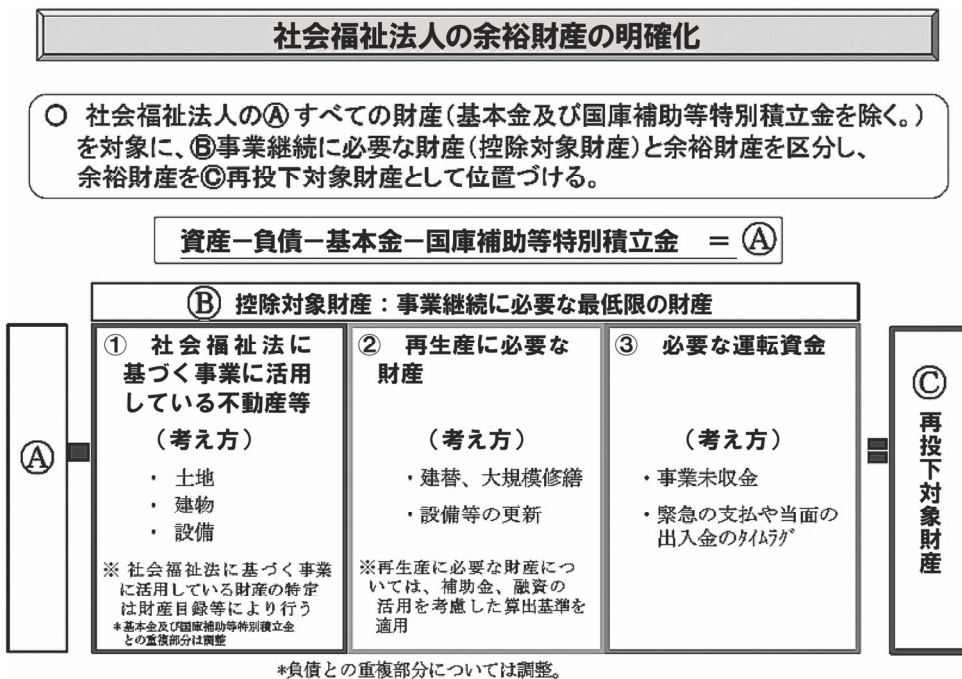 社会福祉法人の余裕財産の明確化
○ 社会福祉法人のⒶすべての財産(基本金及び国庫補助等特別積立金を除く。)
を対象に、Ⓑ事業継続に必要な財産(控除対象財産)と余裕財産を区分し、
余裕財産をⒸ再投下対象財産として位置づける。
資産-負債-基本金-国庫補助等特別積立金 = Ⓐ
Ⓑ 控除対象財産:事業継続に必要な最低限の財産
Ⓐ
-
① 社会福祉法に
基づく事業に活用
している不動産等
(考え方)
・ 土地
・ 建物
・ 設備
※ 社会福祉法に基づく事業
に活用している財産の特定
は財産目録等により行う
*基本金及び国庫補助等特別積立金
との重複部分は調整
② 再生産に必要な
財産
(考え方)
・建替、大規模修繕
・設備等の更新
※再生産に必要な財産につ
いては、補助金、融資の
活用を考慮した算出基準を
適用
③ 必要な運転資金
(考え方)
・事業未収金
・緊急の支払や当面の
出入金のタイムラグ
=
Ⓒ
再投下対象財産
*負債との重複部分については調整。